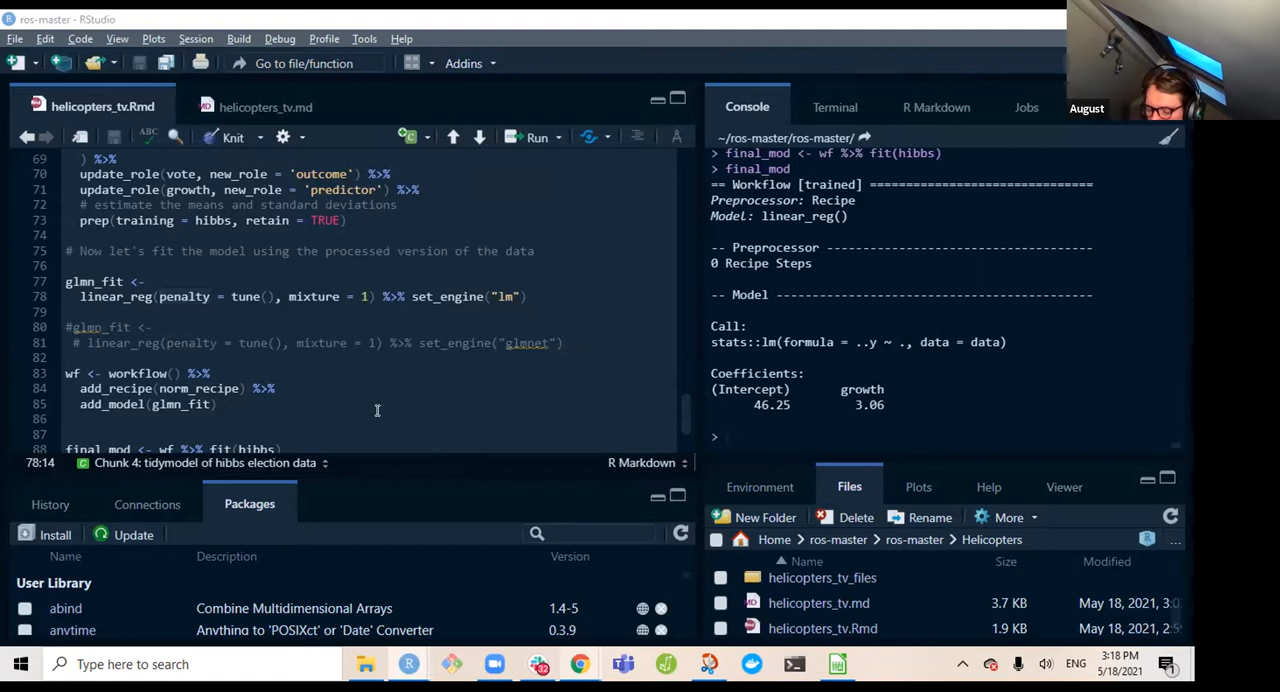 ros-master - RStudio
File Edit Code View Plots Session Build Debug Profile Tools Help
Go to file/function Addins
helicopters_tv.Rmd helicopters_tv.md
ABC Knit Run
69 ) %>%
70 update_role(vote, new_role = 'outcome') %>%
71 update_role(growth, new_role = 'predictor') %>%
72 # estimate the means and standard deviations
73 prep(training = hibbs, retain = TRUE)
74
75 # Now let's fit the model using the processed version of the data
76
77 glmn_fit <-
78 linear_reg(penalty = tune(), mixture = 1) %>% set_engine("lm")
79
80 #glmn_fit <-
81 # linear_reg(penalty = tune(), mixture = 1) %>% set_engine("glmnet")
82
83 wf <- workflow() %>%
84 add_recipe(norm_recipe) %>%
85 add_model(glmn_fit)
86
87
88 final_mod <- wf %>% fit(hibbs)
78:14 Chunk 4: tidymodel of hibbs election data R Markdown
History Connections Packages
Install Update
Name Description Version
User Library
abind Combine Multidimensional Arrays 1.4-5
anytime Anything to 'POSIXct' or 'Date' Converter 0.3.9
August
Console Terminal R Markdown Jobs
~/ros-master/ros-master/
> final_mod <- wf %>% fit(hibbs)
> final_mod
== Workflow [trained] =============================
Preprocessor: Recipe
Model: linear_reg()
-- Preprocessor -----------------------------------
0 Recipe Steps
-- Model ------------------------------------------
Call:
stats::lm(formula = ..y ~ ., data = data)
Coefficients:
(Intercept) growth
46.25 3.06
>
Environment Files Plots Help Viewer
New Folder Delete Rename More
Home ros-master ros-master Helicopters ...
Name Size Modified
helicopters_tv_files
helicopters_tv.md 3.7 KB May 18, 2021, 3:
helicopters_tv.Rmd 1.9 KB May 18, 2021,
Type here to search
32
ENG
3:18 PM
5/18/2021
1